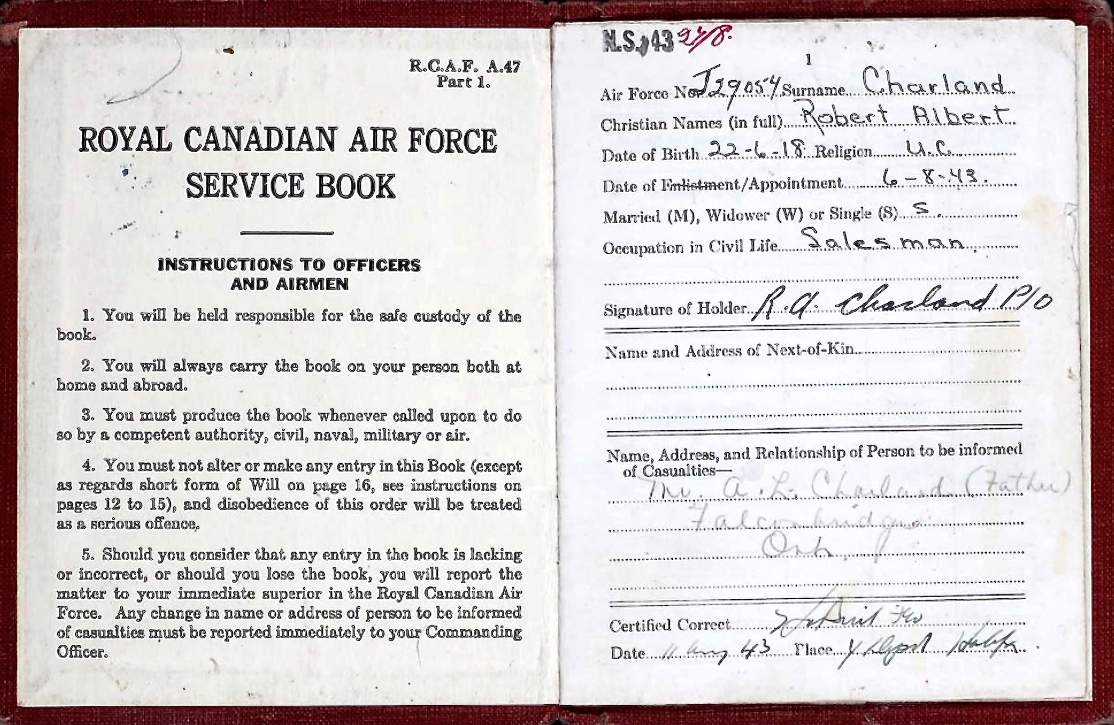 R.C.A.F. A.47
Part 1.
ROYAL CANADIAN AIR FORCE
SERVICE BOOK
INSTRUCTIONS TO OFFICERS
AND AIRMEN
1. You will be held responsible for the safe custody of the
book.
2. You will always carry the book on your person both at
home and abroad.
3. You must produce the book whenever called upon to do
so by a competent authority, civil, naval, military or air.
4. You must not alter or make any entry in this Book (except
as regards short form of Will on page 16, see instructions on
pages 12 to 15), and disobedience of this order will be treated
as a serious offence.
5. Should you consider that any entry in the book is lacking
or incorrect, or should you lose the book, you will report the
matter to your immediate superior in the Royal Canadian Air
Force. Any change in name or address of person to be informed
of casualties must be reported immediately to your Commanding
Officer.
N.S. 43
1
Air Force No. J29054 Surname Charland
Christian Names (in full) Robert Albert
Date of Birth 22-6-18 Religion U.C.
Date of Enlistment/Appointment 6-8-43.
Married (M), Widower (W) or Single (S) S.
Occupation in Civil Life Salesman
Signature of Holder R.A. Charland P/O
Name and Address of Next-of-Kin
Name, Address, and Relationship of Person to be informed
of Casualties—
Mr. A. L. Charland (Father)
Falconbridge
Ont.
Certified Correct
Date 11 Aug 43 Place Y Depot Halifax